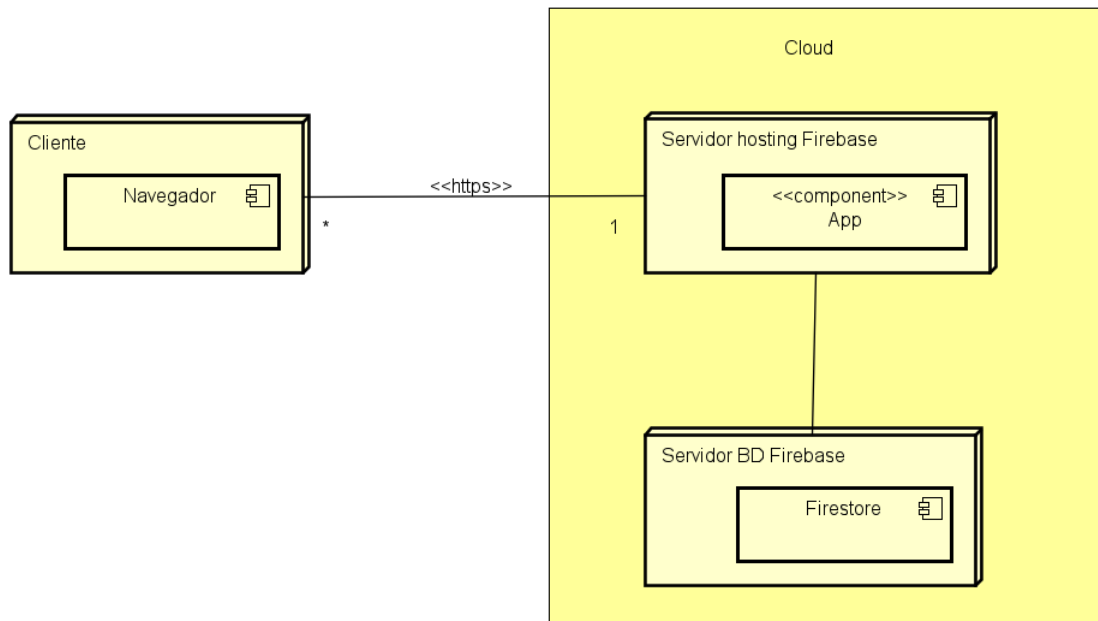 Cloud
Cliente
Navegador
<<https>>
*
1
Servidor hosting Firebase
<<component>>
App
Servidor BD Firebase
Firestore